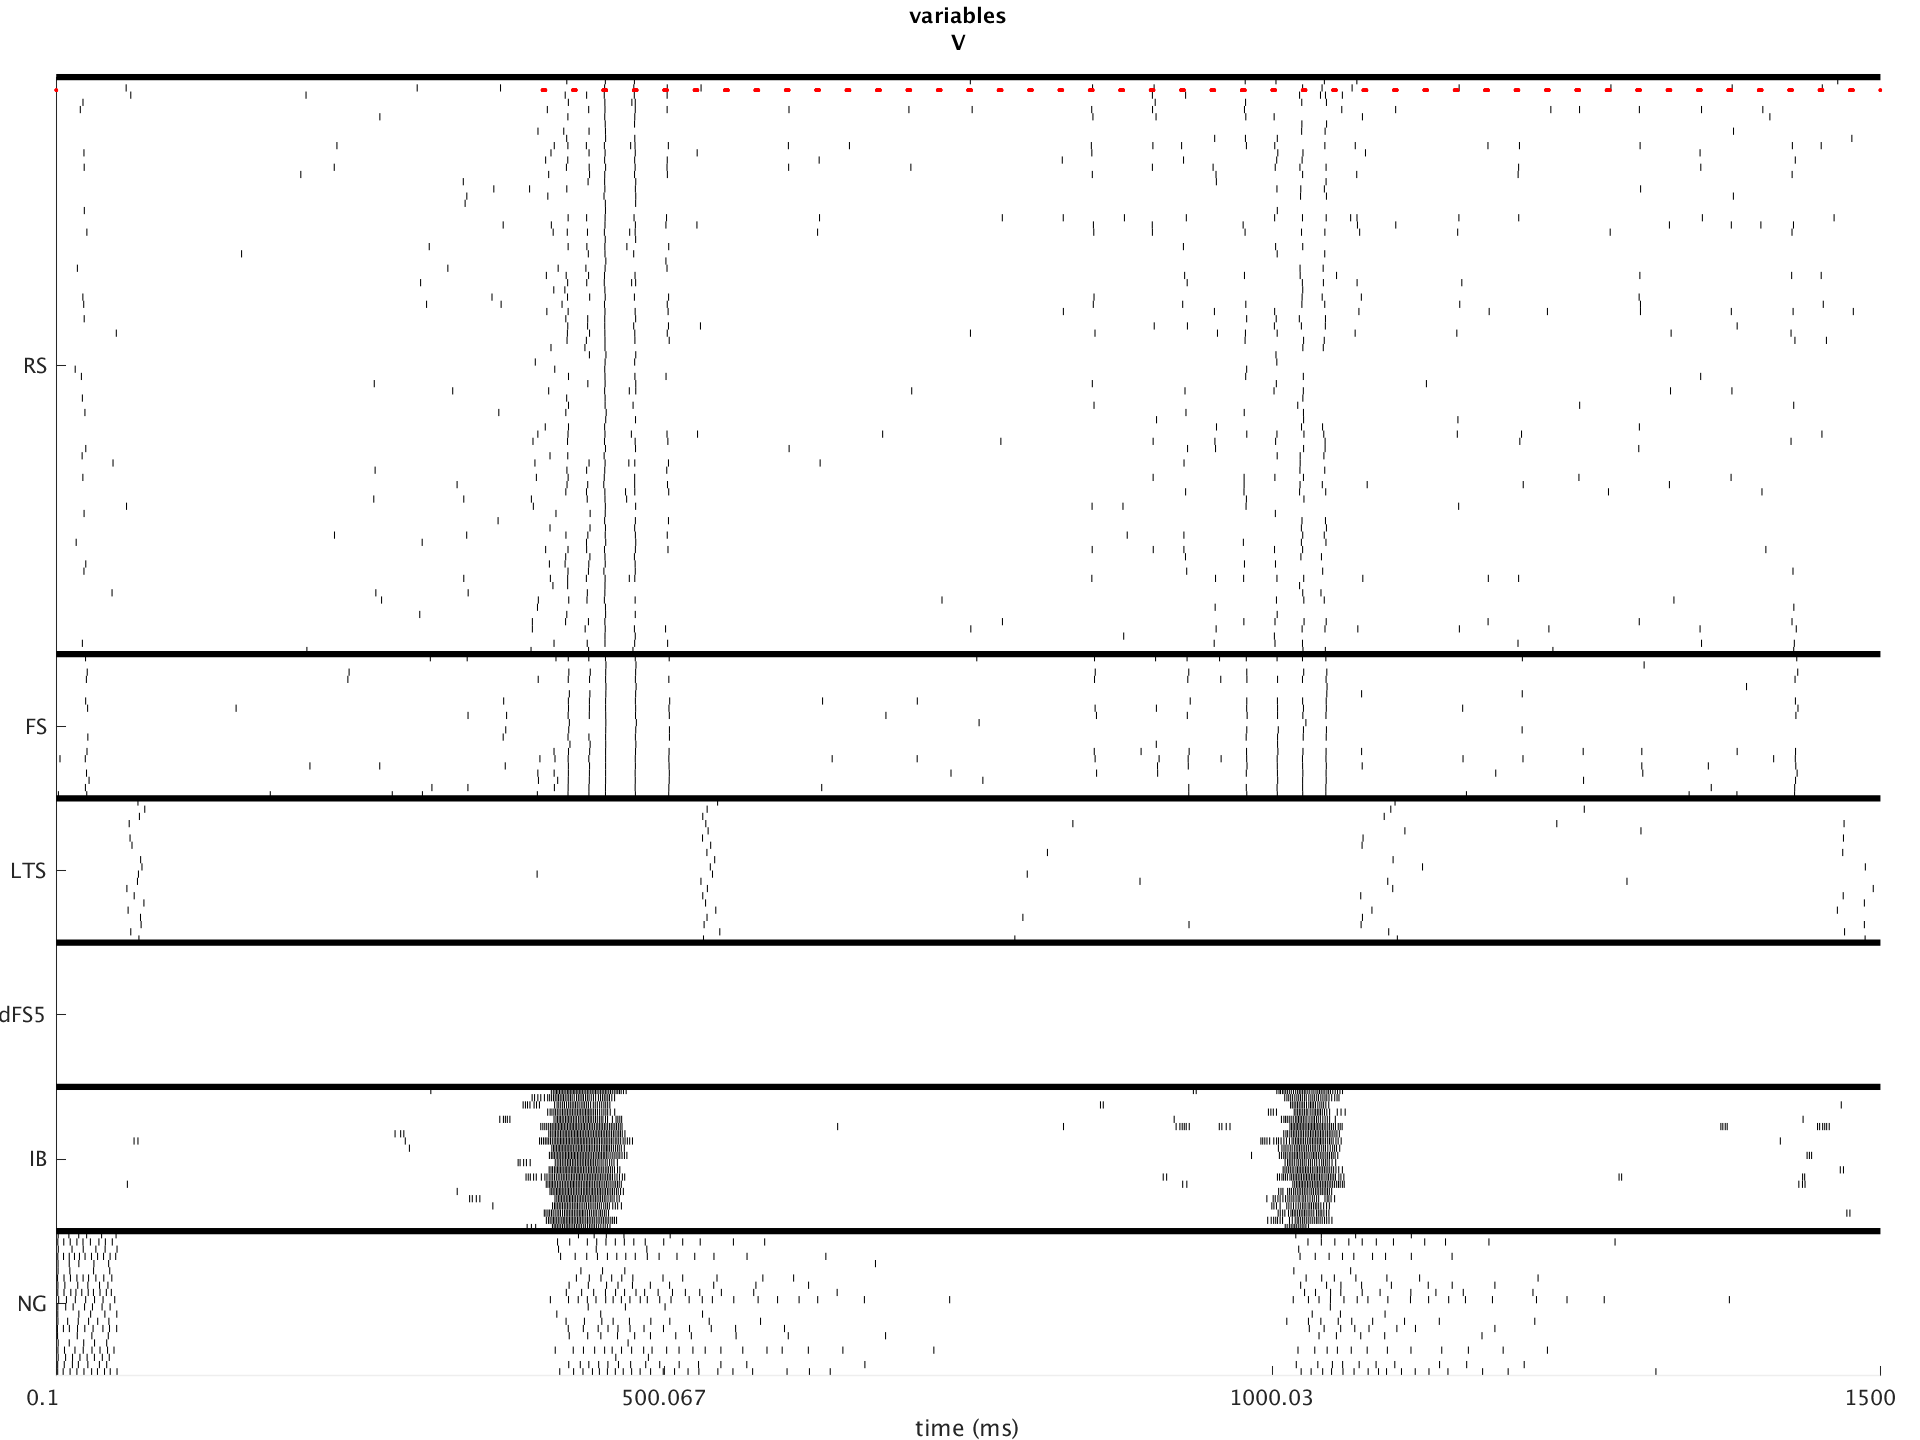 variables
V
RS
FS
LTS
dFS5
IB
NG
0.1
500.067
1000.03
1500
time (ms)